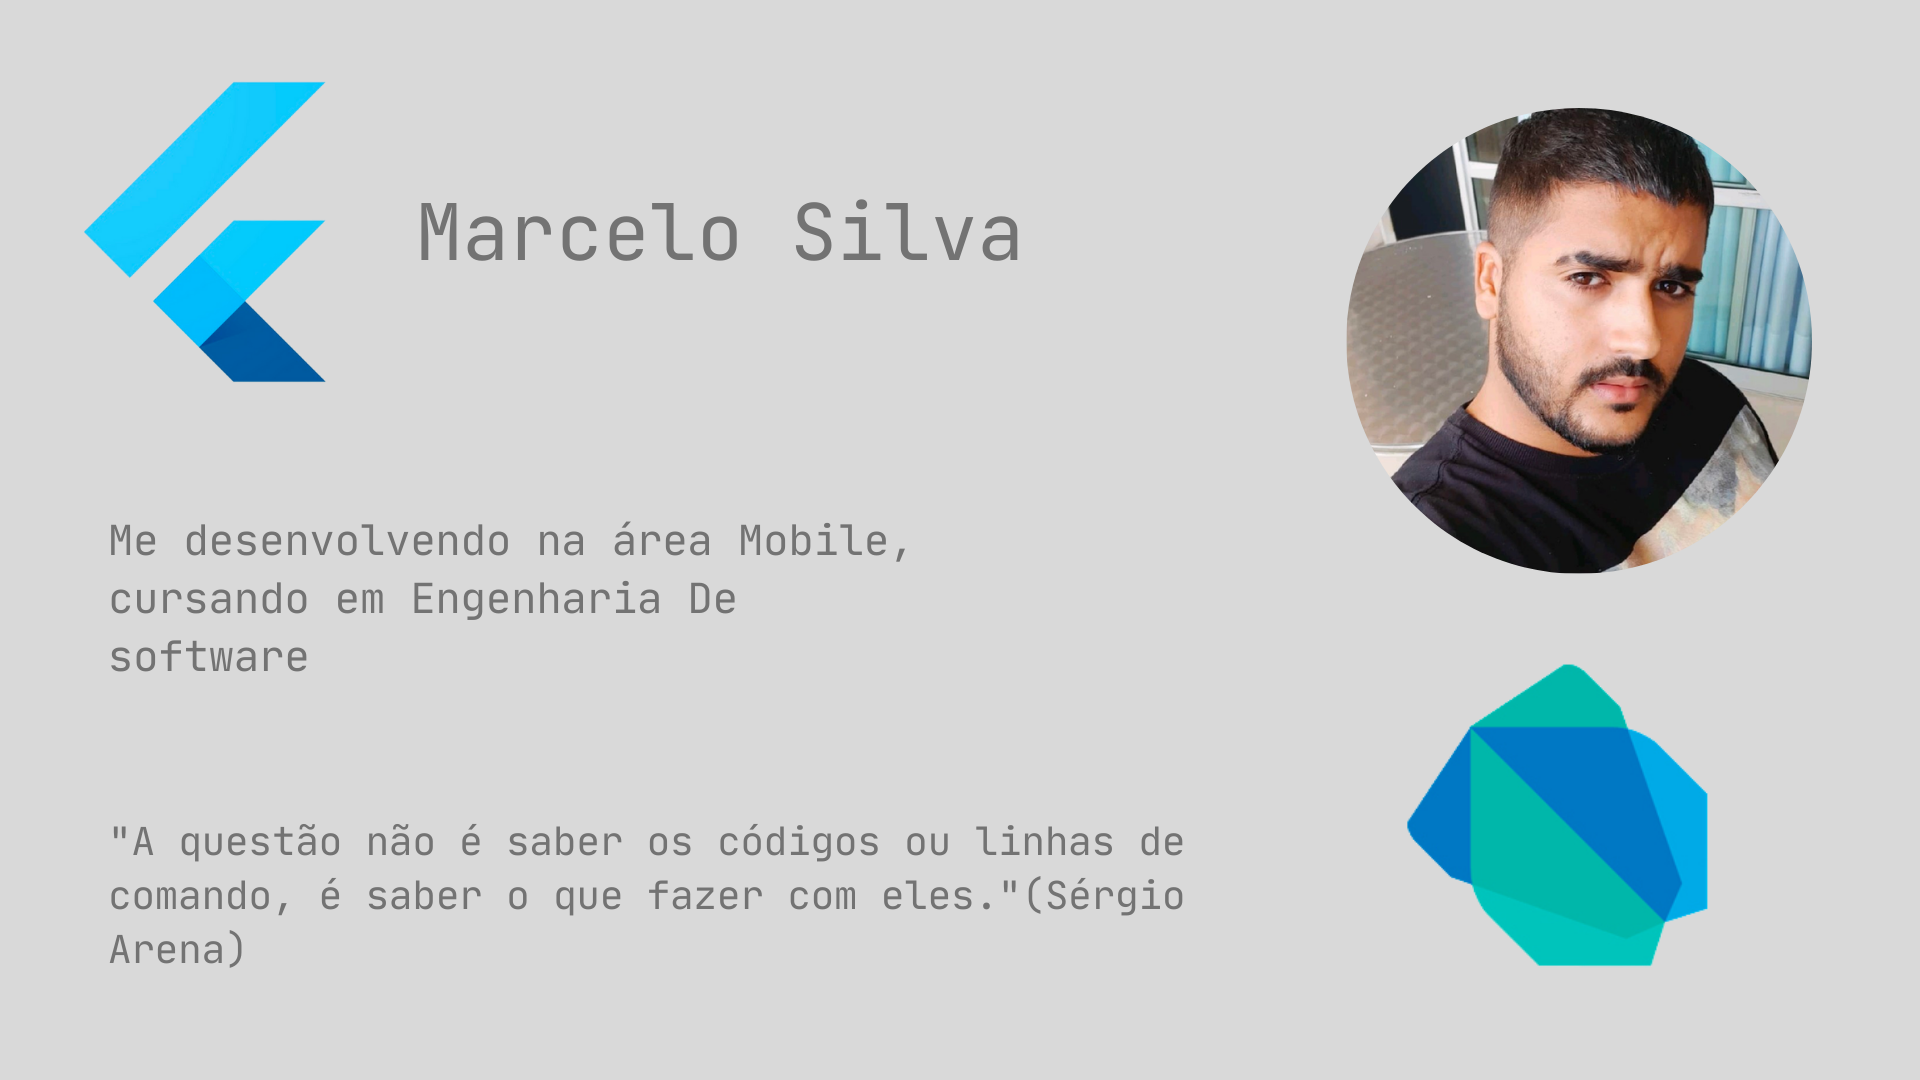 Marcelo Silva
Me desenvolvendo na área Mobile,
cursando em Engenharia De
software
"A questão não é saber os códigos ou linhas de
comando, é saber o que fazer com eles."(Sérgio
Arena)